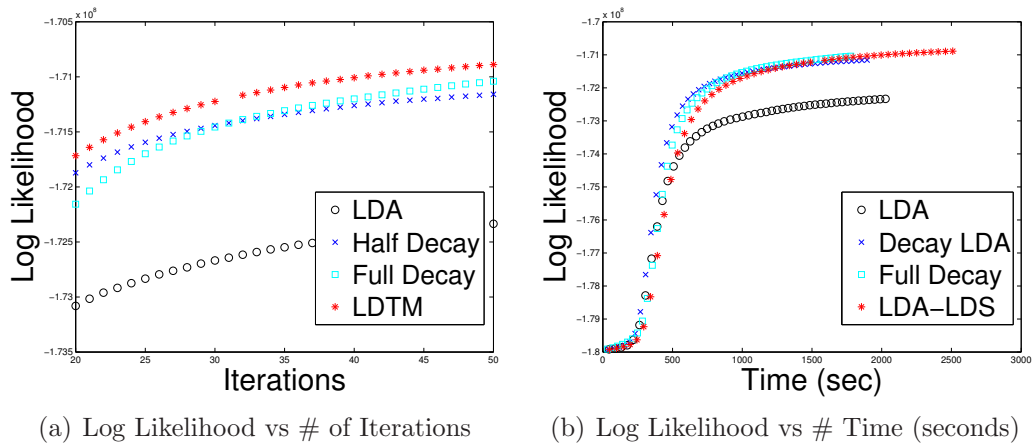 x 10^8
-1.705
-1.71
-1.715
-1.72
-1.725
-1.73
-1.735
20
25
30
35
40
45
50
Log Likelihood
Iterations
LDA
Half Decay
Full Decay
LDTM
(a) Log Likelihood vs # of Iterations
x 10^8
-1.7
-1.71
-1.72
-1.73
-1.74
-1.75
-1.76
-1.77
-1.78
-1.79
-1.8
0
500
1000
1500
2000
2500
3000
Log Likelihood
Time (sec)
LDA
Decay LDA
Full Decay
LDA-LDS
(b) Log Likelihood vs # Time (seconds)